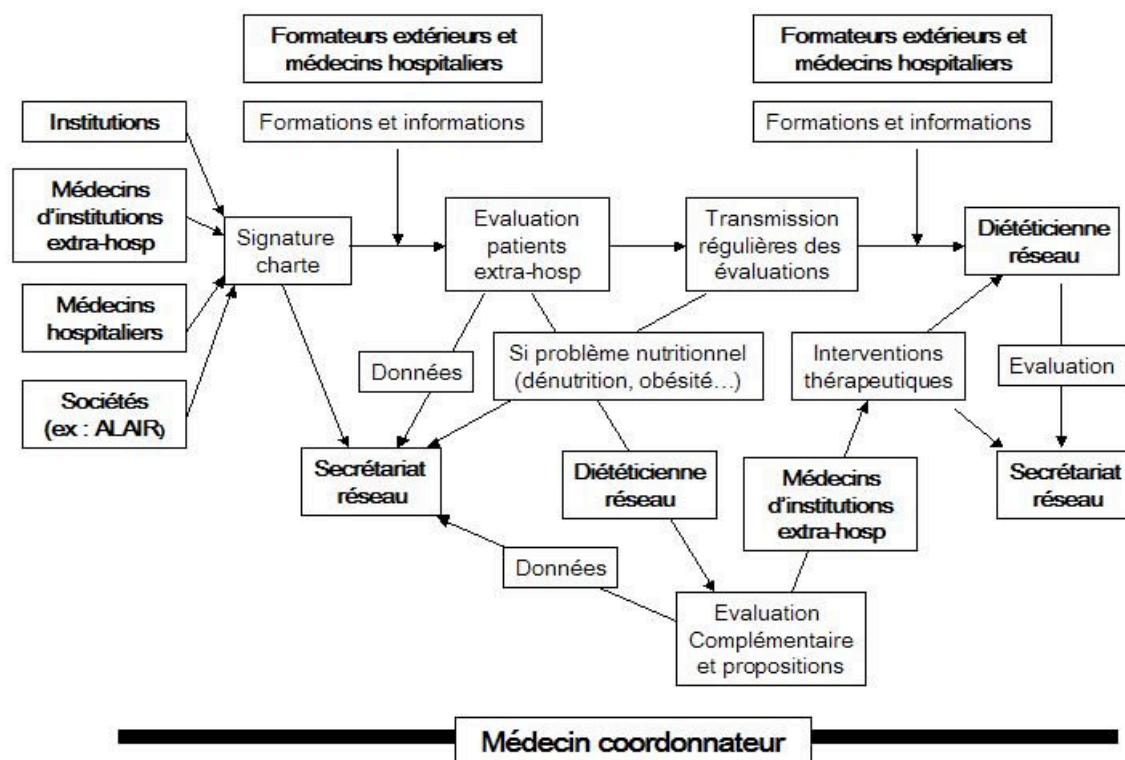 Formateurs extérieurs et
médecins hospitaliers
Formateurs extérieurs et
médecins hospitaliers
Formations et informations
Formations et informations
Institutions
Médecins
d'institutions
extra-hosp
Médecins
hospitaliers
Sociétés
(ex : ALAIR)
Signature
charte
Evaluation
patients
extra-hosp
Transmission
régulières des
évaluations
Diététicienne
réseau
Données
Si problème nutritionnel
(dénutrition, obésité…)
Interventions
thérapeutiques
Evaluation
Secrétariat
réseau
Diététicienne
réseau
Médecins
d'institutions
extra-hosp
Secrétariat
réseau
Données
Evaluation
Complémentaire
et propositions
Médecin coordonnateur